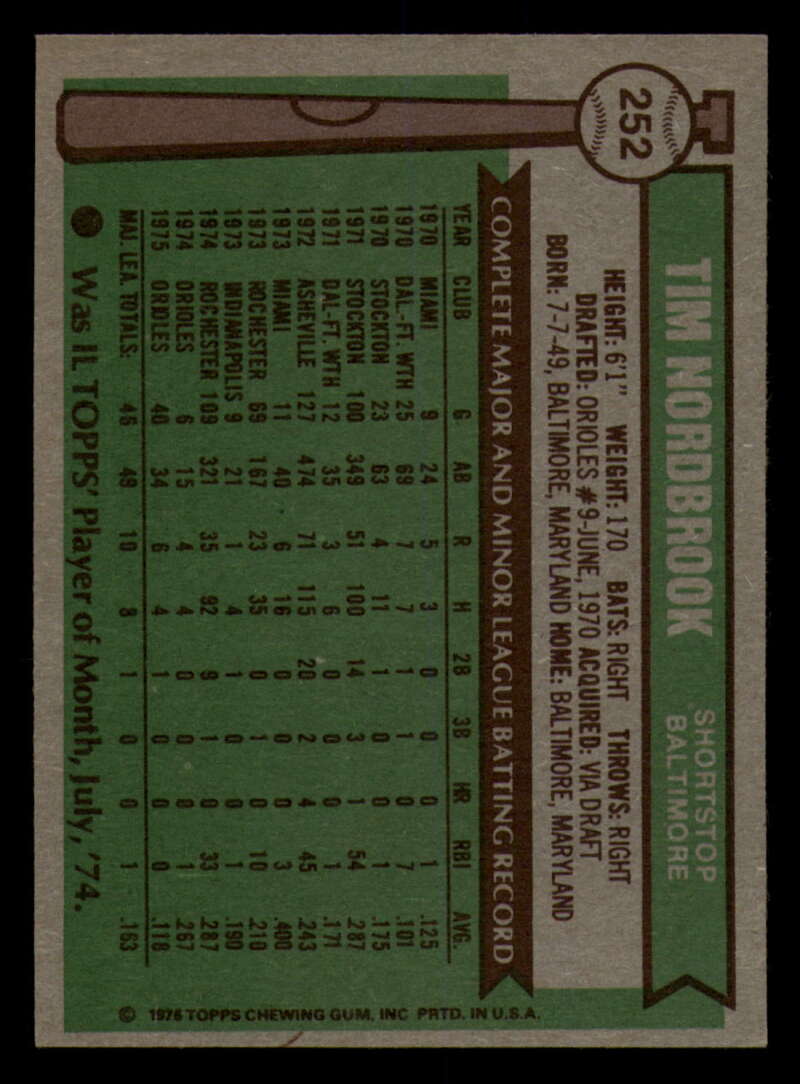 252
TIM NORDBROOK
SHORTSTOP
BALTIMORE
HEIGHT: 6'1" WEIGHT: 170 BATS: RIGHT THROWS: RIGHT
DRAFTED: ORIOLES #9-JUNE, 1970 ACQUIRED: VIA DRAFT
BORN: 7-7-49, BALTIMORE, MARYLAND HOME: BALTIMORE, MARYLAND
COMPLETE MAJOR AND MINOR LEAGUE BATTING RECORD
YEAR CLUB G AB R H 2B 3B HR RBI AVG.
1970 MIAMI 9 24 5 3 0 0 0 1 .125
1970 DAL.-FT. WTH 25 69 7 7 1 1 0 7 .101
1970 STOCKTON 23 63 4 11 1 0 0 1 .175
1971 STOCKTON 100 349 51 100 14 3 1 54 .287
1971 DAL.-FT. WTH 12 35 3 6 0 0 0 1 .171
1972 ASHEVILLE 127 474 71 115 20 2 4 45 .243
1973 MIAMI 11 40 6 16 0 0 0 3 .400
1973 ROCHESTER 69 167 23 35 0 1 0 10 .210
1973 INDIANAPOLIS 9 21 1 4 1 0 0 1 .190
1974 ROCHESTER 109 321 35 92 9 1 0 33 .287
1974 ORIOLES 6 15 4 4 0 0 0 1 .267
1975 ORIOLES 40 34 6 4 1 0 0 0 .118
MAJ. LEA. TOTALS: 46 49 10 8 1 0 0 1 .163
Was IL TOPPS' Player of Month, July, '74.
© 1976 TOPPS CHEWING GUM, INC PRTD. IN U.S.A.